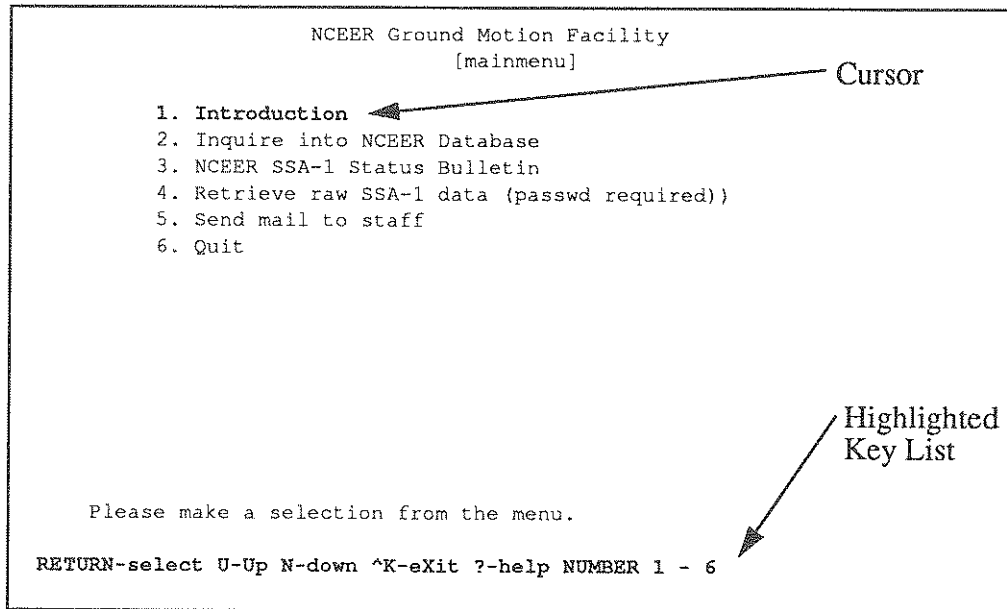 NCEER Ground Motion Facility
[mainmenu]
Cursor
1. Introduction
2. Inquire into NCEER Database
3. NCEER SSA-1 Status Bulletin
4. Retrieve raw SSA-1 data (passwd required))
5. Send mail to staff
6. Quit
Highlighted
Key List
Please make a selection from the menu.
RETURN-select U-Up N-down ^K-eXit ?-help NUMBER 1 - 6